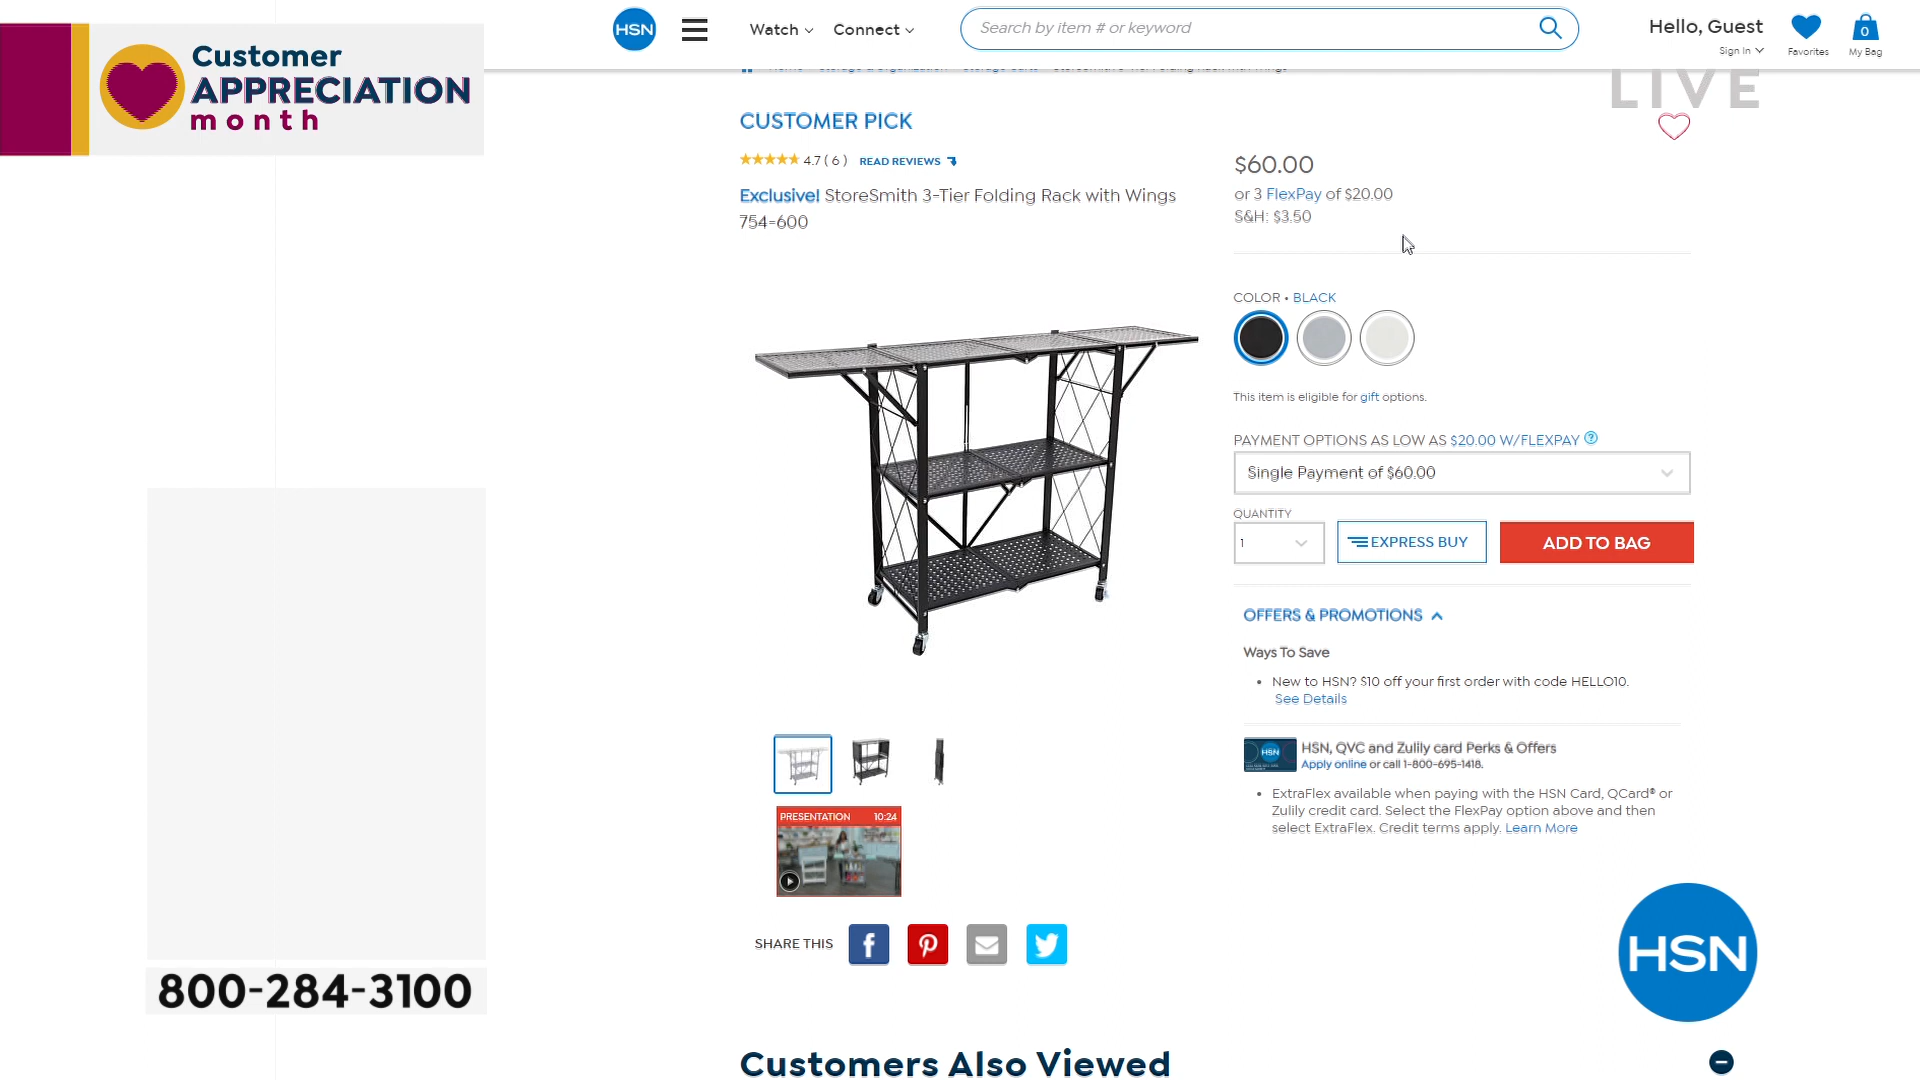 Customer
APPRECIATION
month
HSN
Watch
Connect
Search by item # or keyword
Hello, Guest
Sign In
Favorites
0
My Bag
LIVE
CUSTOMER PICK
4.7 ( 6 )
READ REVIEWS
Exclusive! StoreSmith 3-Tier Folding Rack with Wings
754=600
$60.00
or 3 FlexPay of $20.00
S&H: $3.50
COLOR • BLACK
This item is eligible for gift options.
PAYMENT OPTIONS AS LOW AS $20.00 W/FLEXPAY ?
Single Payment of $60.00
QUANTITY
1
EXPRESS BUY
ADD TO BAG
OFFERS & PROMOTIONS
Ways To Save
• New to HSN? $10 off your first order with code HELLO10.
See Details
HSN
HSN, QVC and Zulily card Perks & Offers
Apply online or call 1-800-695-1418.
• ExtraFlex available when paying with the HSN Card, QCard® or
Zulily credit card. Select the FlexPay option above and then
select ExtraFlex. Credit terms apply. Learn More
PRESENTATION 10:24
SHARE THIS
HSN
800-284-3100
Customers Also Viewed